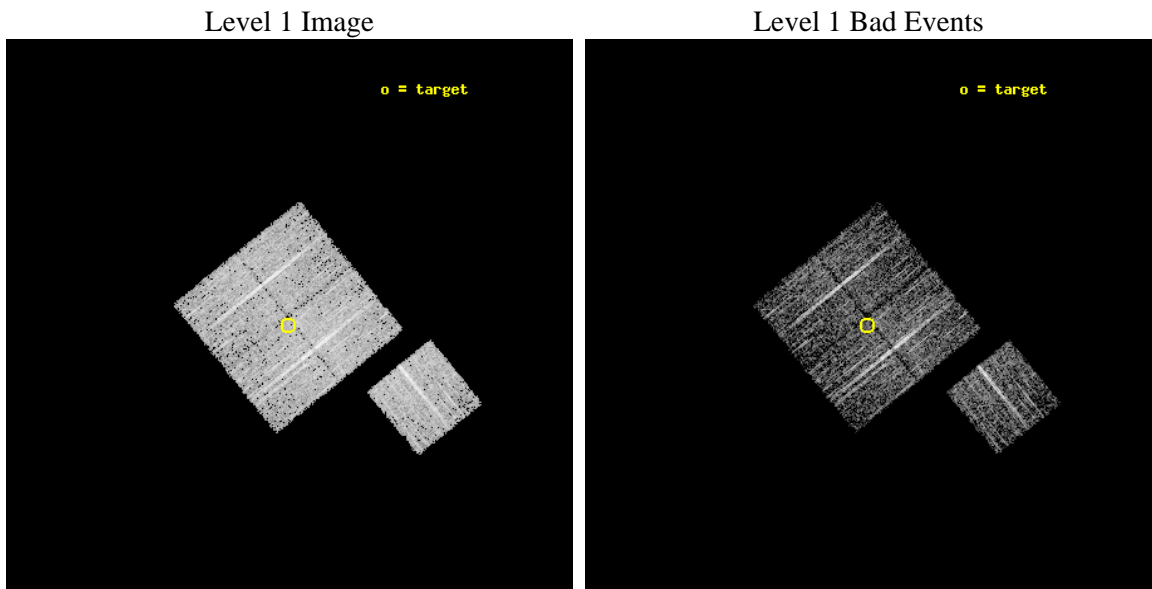 Level 1 Image
Level 1 Bad Events
o = target
o = target